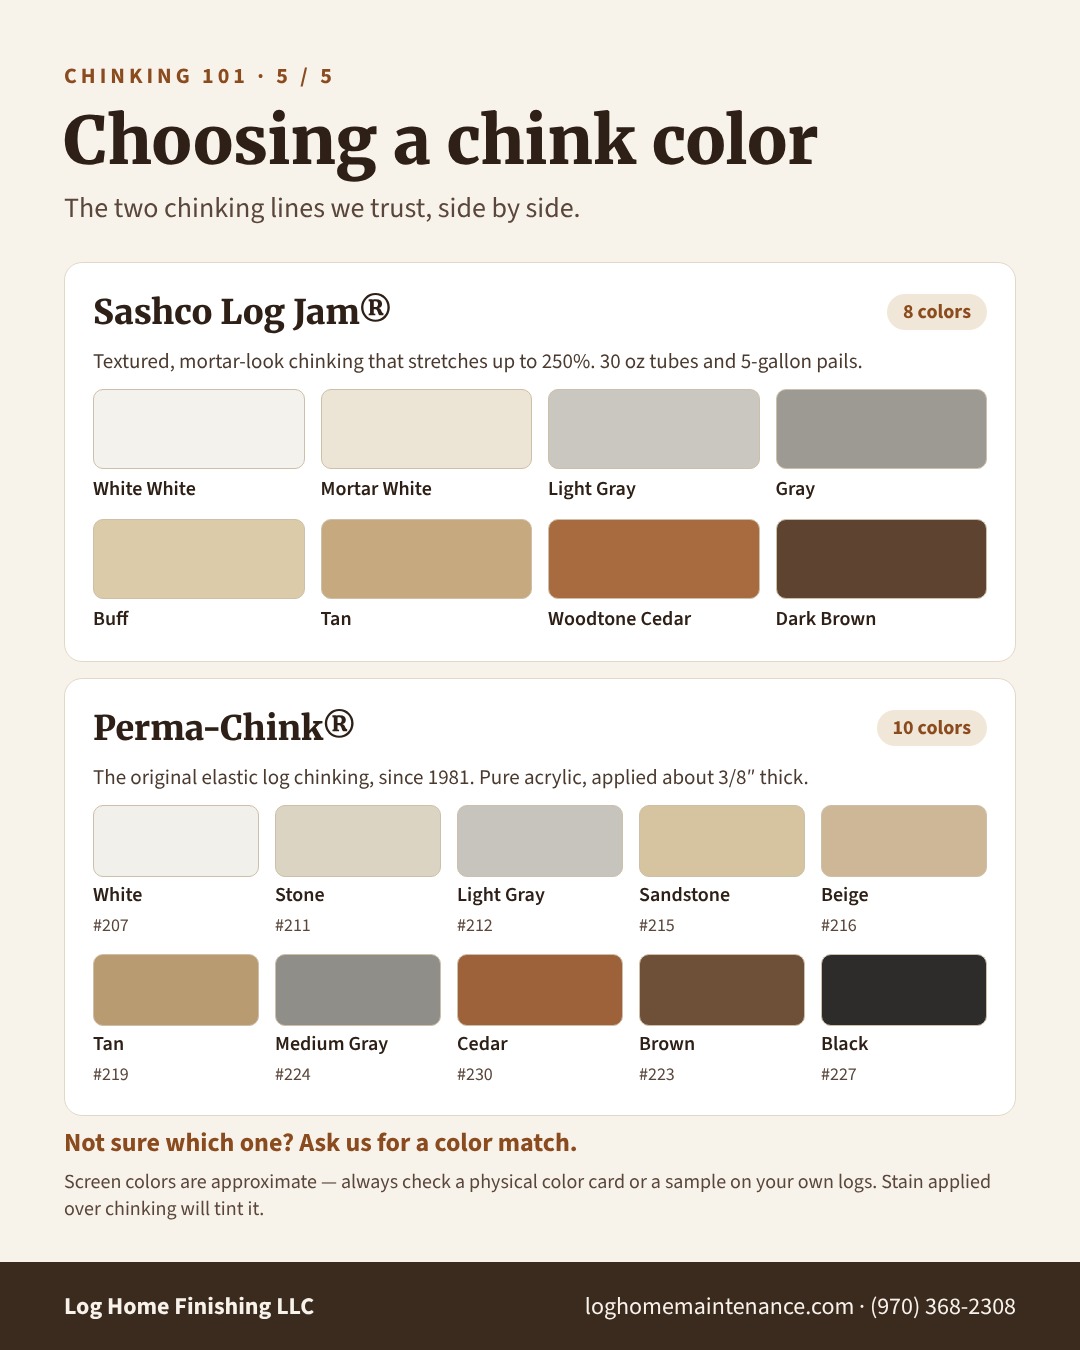 CHINKING 101 · 5 / 5
Choosing a chink color
The two chinking lines we trust, side by side.
Sashco Log Jam®
8 colors
Textured, mortar-look chinking that stretches up to 250%. 30 oz tubes and 5-gallon pails.
White White
Mortar White
Light Gray
Gray
Buff
Tan
Woodtone Cedar
Dark Brown
Perma-Chink®
10 colors
The original elastic log chinking, since 1981. Pure acrylic, applied about 3/8″ thick.
White
Stone
Light Gray
Sandstone
Beige
#207
#211
#212
#215
#216
Tan
Medium Gray
Cedar
Brown
Black
#219
#224
#230
#223
#227
Not sure which one? Ask us for a color match.
Screen colors are approximate — always check a physical color card or a sample on your own logs. Stain applied
over chinking will tint it.
Log Home Finishing LLC
loghomemaintenance.com · (970) 368-2308